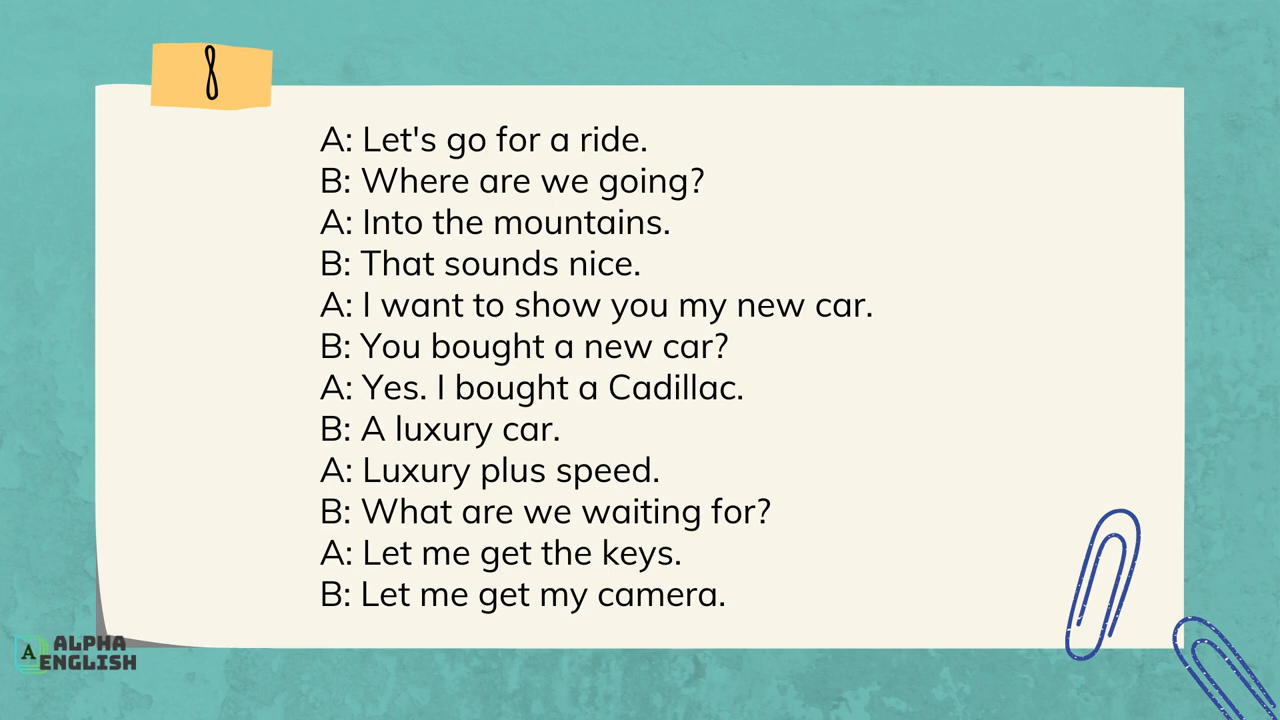 8
A: Let's go for a ride.
B: Where are we going?
A: Into the mountains.
B: That sounds nice.
A: I want to show you my new car.
B: You bought a new car?
A: Yes. I bought a Cadillac.
B: A luxury car.
A: Luxury plus speed.
B: What are we waiting for?
A: Let me get the keys.
B: Let me get my camera.
A
ALPHA
ENGLISH